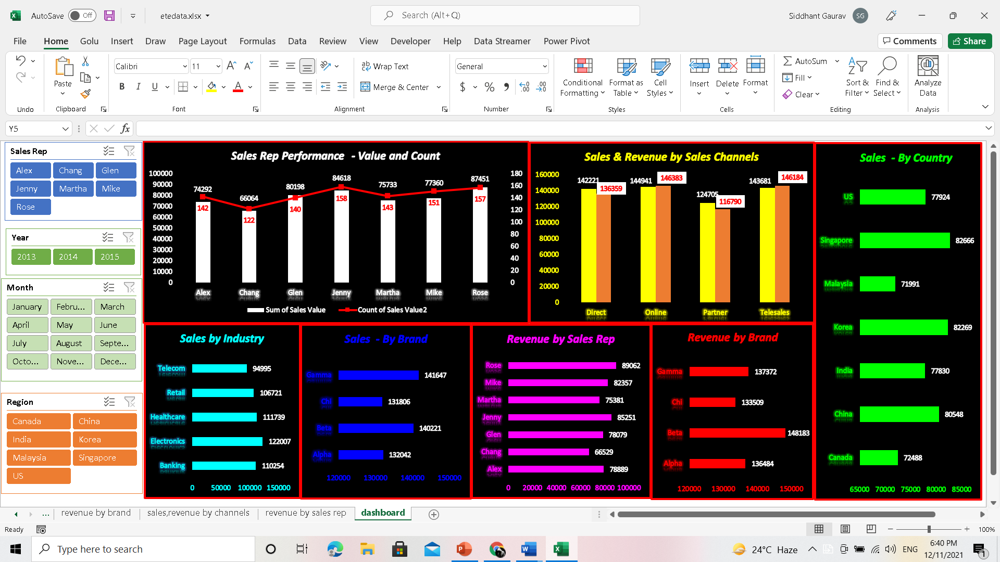 AutoSave Off etedata.xlsx Search (Alt+Q) Siddhant Gaurav SG
File Home Golu Insert Draw Page Layout Formulas Data Review View Developer Help Data Streamer Power Pivot Comments Share
Calibri 11 Wrap Text General AutoSum
Paste B I U Merge & Center $ % Conditional Formatting Format as Table Cell Styles Insert Delete Format Fill Clear Sort & Filter Find & Select Analyze Data
Undo Clipboard Font Alignment Number Styles Cells Editing Analysis
Y5 fx
Sales Rep
Alex Chang Glen
Jenny Martha Mike
Rose
Year
2013 2014 2015
Month
January Febru... March
April May June
July August Septe...
Octo... Nove... Dece...
Region
Canada China
India Korea
Malaysia Singapore
US
Sales Rep Performance - Value and Count
100000
90000
80000
70000
60000
50000
40000
30000
20000
10000
0
74292 66064 80198 84618 75733 77360 87451
142 122 140 158 143 151 157
180
160
140
120
100
80
60
40
20
0
Alex Chang Glen Jenny Martha Mike Rose
Sum of Sales Value Count of Sales Value2
Sales & Revenue by Sales Channels
160000
140000
120000
100000
80000
60000
40000
20000
0
142221 136359 144941 146383 124705 116790 143681 146184
Direct Online Partner Telesales
Sales - By Country
US 77924
Singapore 82666
Malaysia 71991
Korea 82269
India 77830
China 80548
Canada 72488
65000 70000 75000 80000 85000
Sales by Industry
Telecom 94995
Retail 106721
Healthcare 111739
Electronics 122007
Banking 110254
0 50000 100000 150000
Sales - By Brand
Gamma 141647
Chi 131806
Beta 140221
Alpha 132042
120000 130000 140000 150000
Revenue by Sales Rep
Rose 89062
Mike 82357
Martha 75381
Jenny 85251
Glen 78079
Chang 66529
Alex 78889
0 20000 40000 60000 80000 100000
Revenue by Brand
Gamma 137372
Chi 133509
Beta 148183
Alpha 136484
120000 130000 140000 150000
... revenue by brand sales,revenue by channels revenue by sales rep dashboard
Ready 100%
Type here to search 24°C Haze ENG 6:40 PM
12/11/2021 1